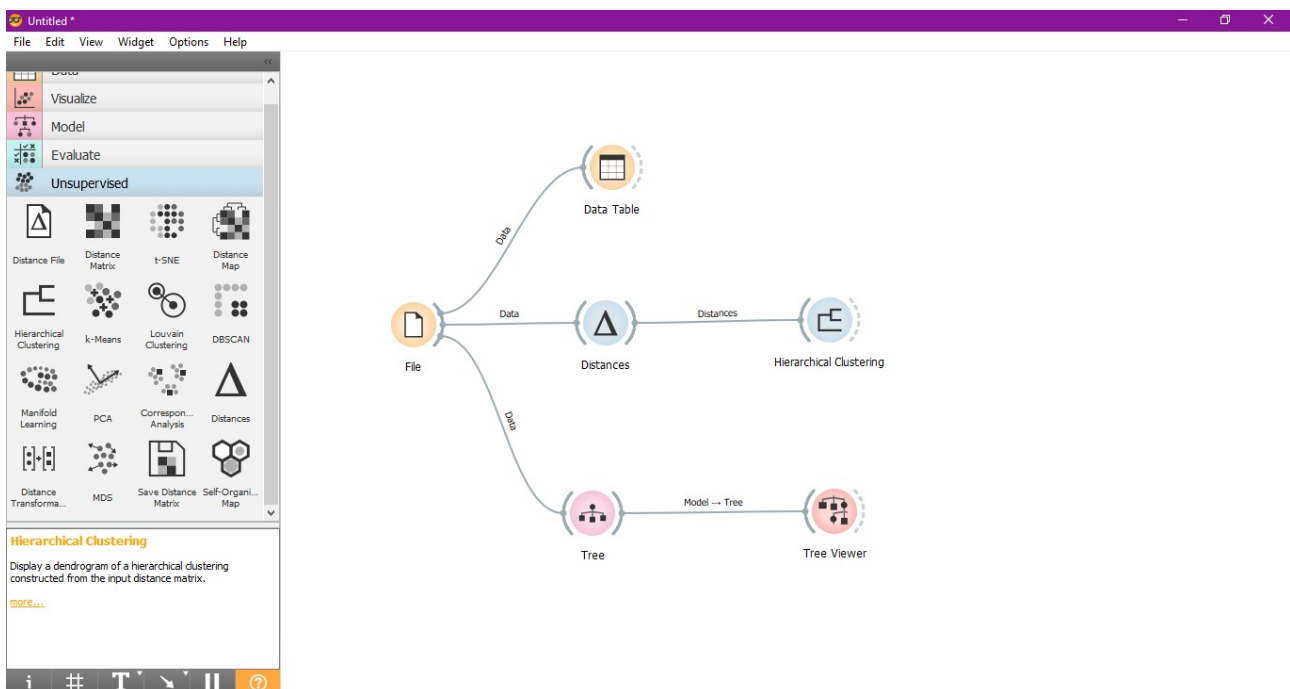 Untitled *
File Edit View Widget Options Help
Data
Visualize
Model
Evaluate
Unsupervised
Distance File
Distance
Matrix
t-SNE
Distance
Map
Hierarchical
Clustering
k-Means
Louvain
Clustering
DBSCAN
Manifold
Learning
PCA
Correspon...
Analysis
Distances
Distance
Transforma...
MDS
Save Distance
Matrix
Self-Organi...
Map
Hierarchical Clustering
Display a dendrogram of a hierarchical clustering
constructed from the input distance matrix.
more...
Data Table
Data
File
Data
Distances
Distances
Hierarchical Clustering
Data
Tree
Model → Tree
Tree Viewer